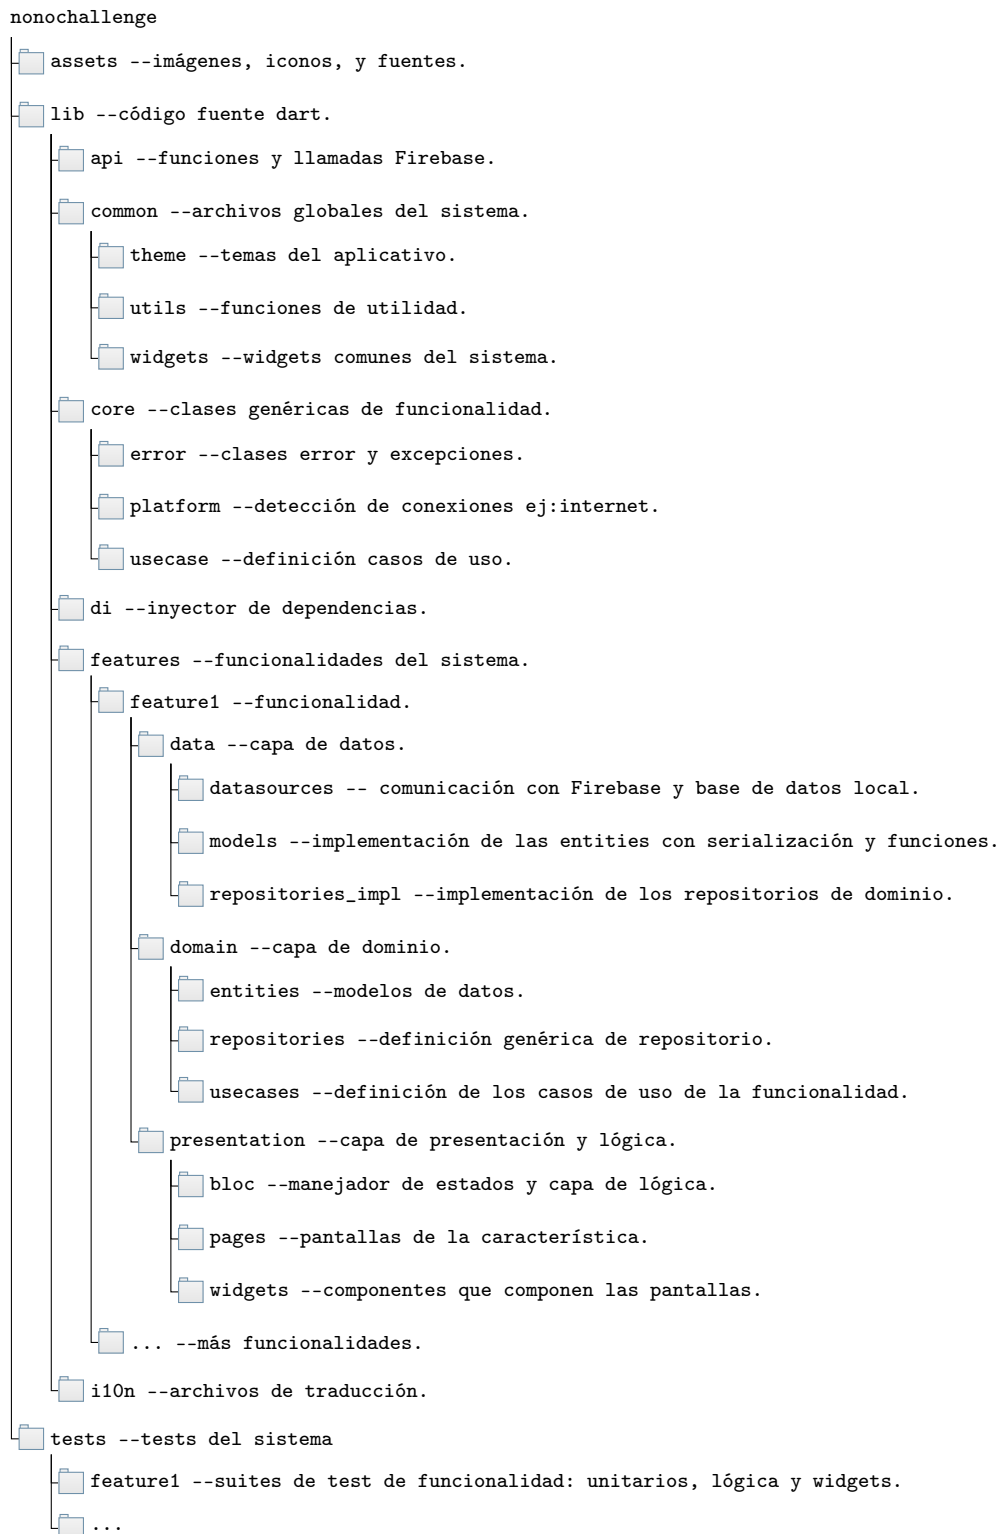 nonochallenge
assets --imágenes, iconos, y fuentes.
lib --código fuente dart.
api --funciones y llamadas Firebase.
common --archivos globales del sistema.
theme --temas del aplicativo.
utils --funciones de utilidad.
widgets --widgets comunes del sistema.
core --clases genéricas de funcionalidad.
error --clases error y excepciones.
platform --detección de conexiones ej:internet.
usecase --definición casos de uso.
di --inyector de dependencias.
features --funcionalidades del sistema.
feature1 --funcionalidad.
data --capa de datos.
datasources -- comunicación con Firebase y base de datos local.
models --implementación de las entities con serialización y funciones.
repositories_impl --implementación de los repositorios de dominio.
domain --capa de dominio.
entities --modelos de datos.
repositories --definición genérica de repositorio.
usecases --definición de los casos de uso de la funcionalidad.
presentation --capa de presentación y lógica.
bloc --manejador de estados y capa de lógica.
pages --pantallas de la característica.
widgets --componentes que componen las pantallas.
... --más funcionalidades.
i10n --archivos de traducción.
tests --tests del sistema
feature1 --suites de test de funcionalidad: unitarios, lógica y widgets.
...